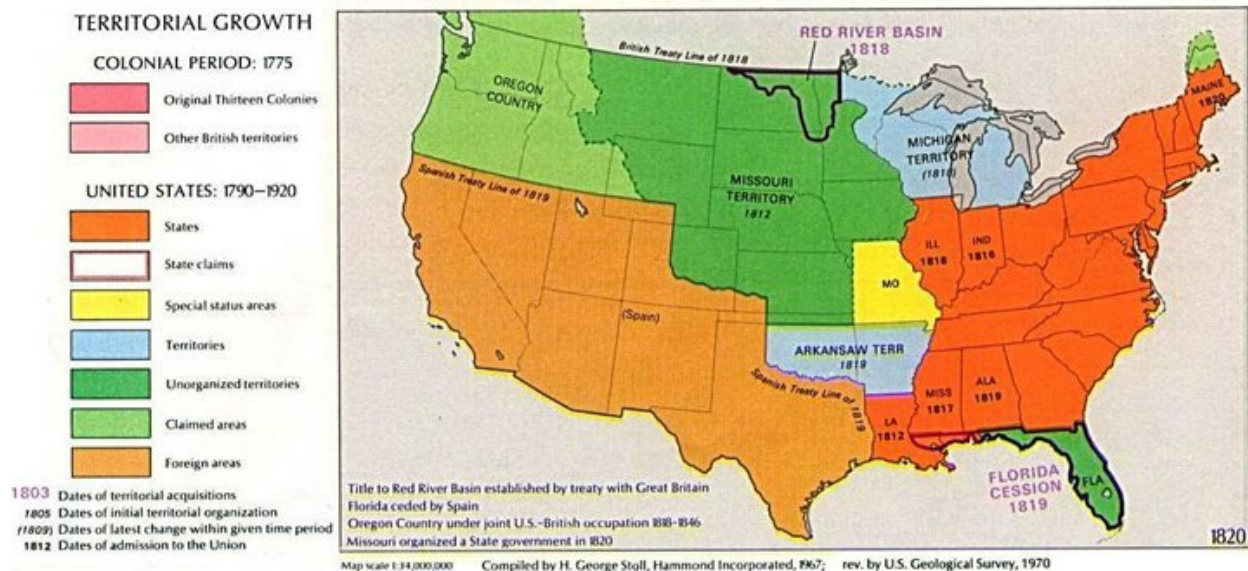 TERRITORIAL GROWTH
COLONIAL PERIOD: 1775
Original Thirteen Colonies
Other British territories
UNITED STATES: 1790–1920
States
State claims
Special status areas
Territories
Unorganized territories
Claimed areas
Foreign areas
1803 Dates of territorial acquisitions
1805 Dates of initial territorial organization
(1809) Dates of latest change within given time period
1812 Dates of admission to the Union
RED RIVER BASIN
1818
British Treaty Line of 1818
OREGON
COUNTRY
MAINE
1820
MICHIGAN
TERRITORY
(1818)
Spanish Treaty Line of 1819
MISSOURI
TERRITORY
1812
ILL
1818
IND
1816
MO
(Spain)
ARKANSAW TERR
1819
Spanish Treaty Line of 1819
MISS
1817
ALA
1819
LA
1812
FLORIDA
CESSION
1819
FLA
Title to Red River Basin established by treaty with Great Britain
Florida ceded by Spain
Oregon Country under joint U.S.-British occupation 1818-1846
Missouri organized a State government in 1820
1820
Map scale 1:34,000,000
Compiled by H. George Stoll, Hammond Incorporated, 1967; rev. by U.S. Geological Survey, 1970